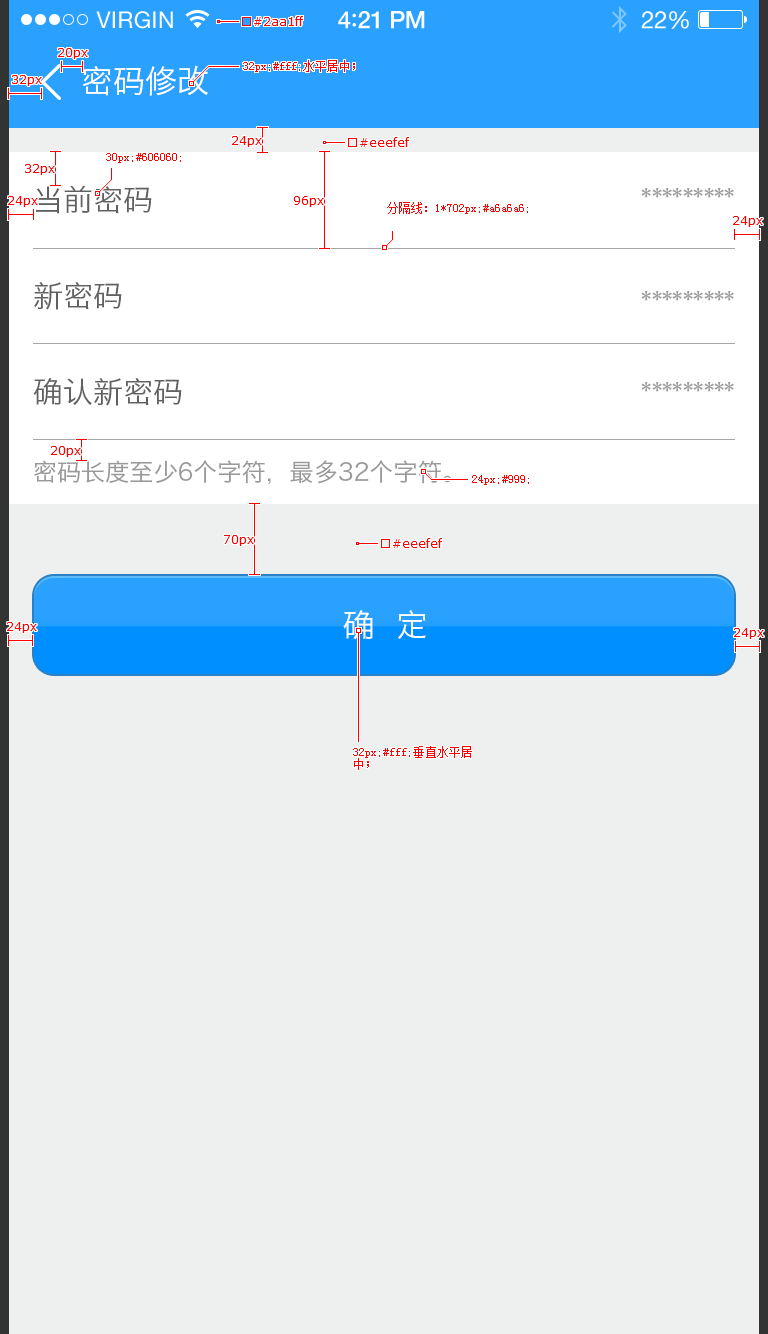 VIRGIN
#2aa1ff
4:21 PM
22%
20px
32px;#fff;水平居中;
32px
密码修改
24px
#eeefef
30px;#606060;
32px
24px
当前密码
96px
分隔线: 1*702px;#a6a6a6;
*********
24px
新密码
*********
确认新密码
*********
20px
密码长度至少6个字符, 最多32个字符。
24px;#999;
70px
#eeefef
24px
确 定
24px
32px;#fff;垂直水平居
中;